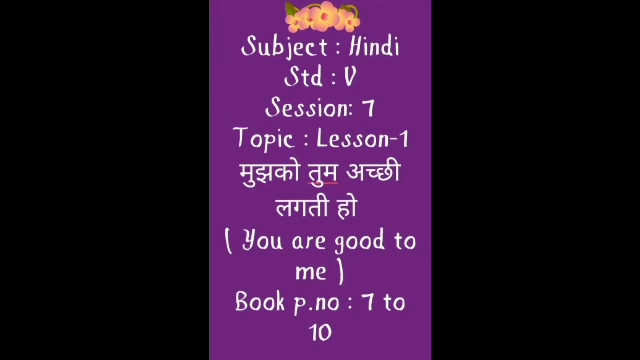 Subject : Hindi
Std : V
Session: 7
Topic : Lesson-1
मुझको तुम अच्छी
लगती हो
( You are good to
me )
Book p.no : 7 to
10